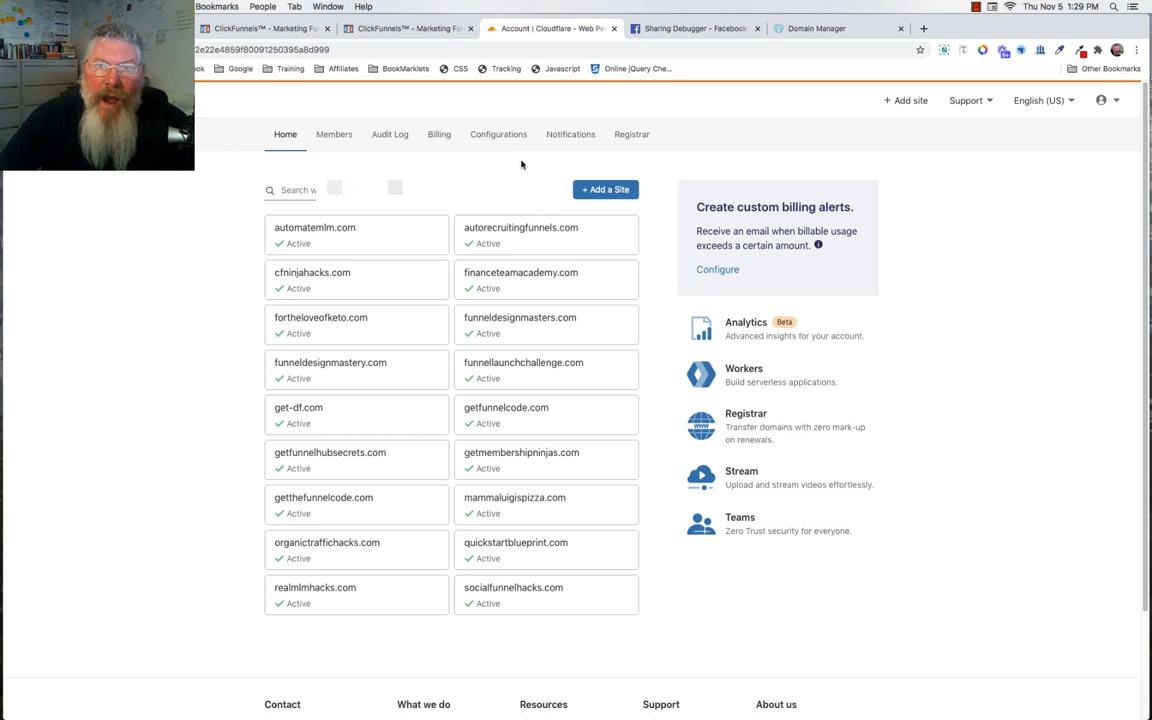 Bookmarks People Tab Window Help Thu Nov 5 1:29 PM
ClickFunnels™ - Marketing Fu ClickFunnels™ - Marketing Fu Account | Cloudflare - Web Pe Sharing Debugger - Facebook Domain Manager
2e22e4859f80091250395a8d999
ook Google Training Affiliates BookMarklets CSS Tracking Javascript Online jQuery Che... Other Bookmarks
+ Add site Support English (US)
Home Members Audit Log Billing Configurations Notifications Registrar
Search w
+ Add a Site
automatemlm.com
Active
autorecruitingfunnels.com
Active
cfninjahacks.com
Active
financeteamacademy.com
Active
fortheloveofketo.com
Active
funneldesignmasters.com
Active
funneldesignmastery.com
Active
funnellaunchchallenge.com
Active
get-df.com
Active
getfunnelcode.com
Active
getfunnelhubsecrets.com
Active
getmembershipninjas.com
Active
getthefunnelcode.com
Active
mammaluigispizza.com
Active
organictraffichacks.com
Active
quickstartblueprint.com
Active
realmlmhacks.com
Active
socialfunnelhacks.com
Active
Create custom billing alerts.
Receive an email when billable usage
exceeds a certain amount.
Configure
Analytics Beta
Advanced insights for your account.
Workers
Build serverless applications.
Registrar
Transfer domains with zero mark-up
on renewals.
Stream
Upload and stream videos effortlessly.
Teams
Zero Trust security for everyone.
Contact What we do Resources Support About us